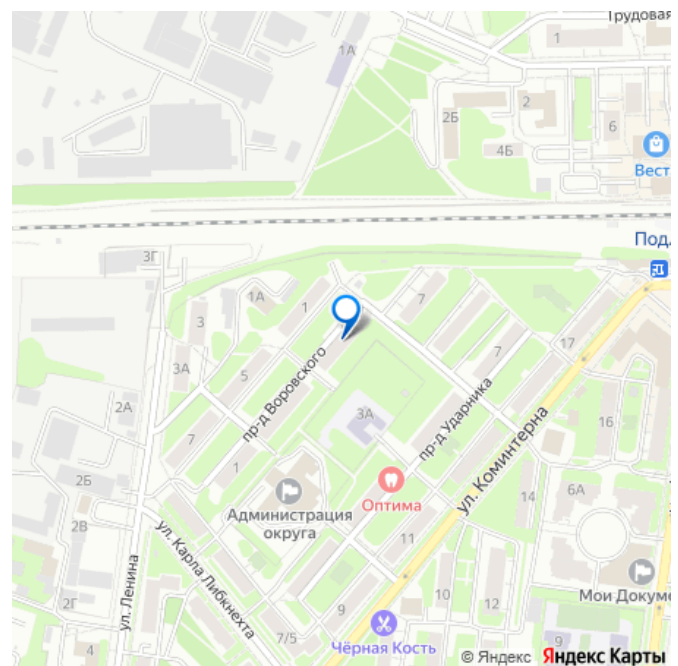 Трудовая
1А
1
2
2Б
6
4Б
Вест
Под
3Г
1А
1
7
3
17
3А
5
7
пр-д Воровского
пр-д Ударника
2А
7
3А
16
1
ул. Коминтерна
2Б
Оптима
6А
14
Администрация
округа
2В
11
ул. Карла Либкнехта
ул. Ленина
10
12
Мои Докум
2Г
9
7/5
4
Чёрная Кость
9
© Яндекс Яндекс Карты